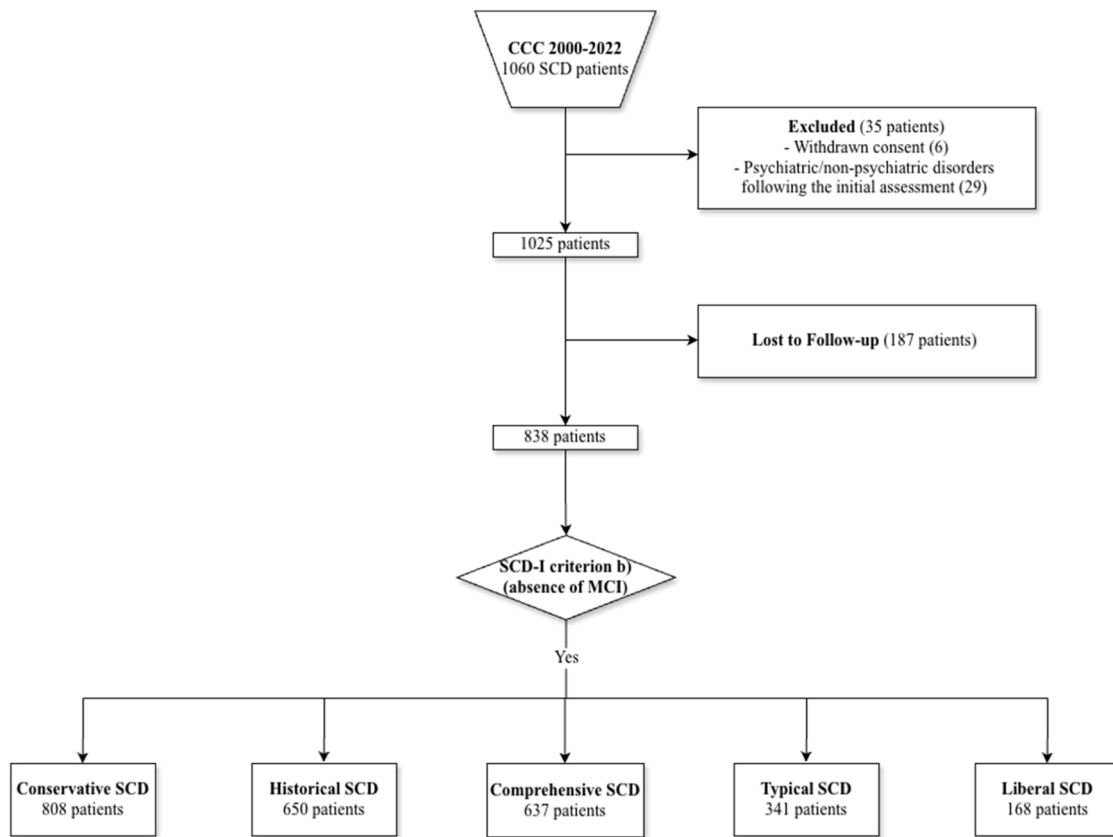 CCC 2000-2022
1060 SCD patients
Excluded (35 patients)
- Withdrawn consent (6)
- Psychiatric/non-psychiatric disorders
following the initial assessment (29)
1025 patients
Lost to Follow-up (187 patients)
838 patients
SCD-I criterion b)
(absence of MCI)
Yes
Conservative SCD
808 patients
Historical SCD
650 patients
Comprehensive SCD
637 patients
Typical SCD
341 patients
Liberal SCD
168 patients